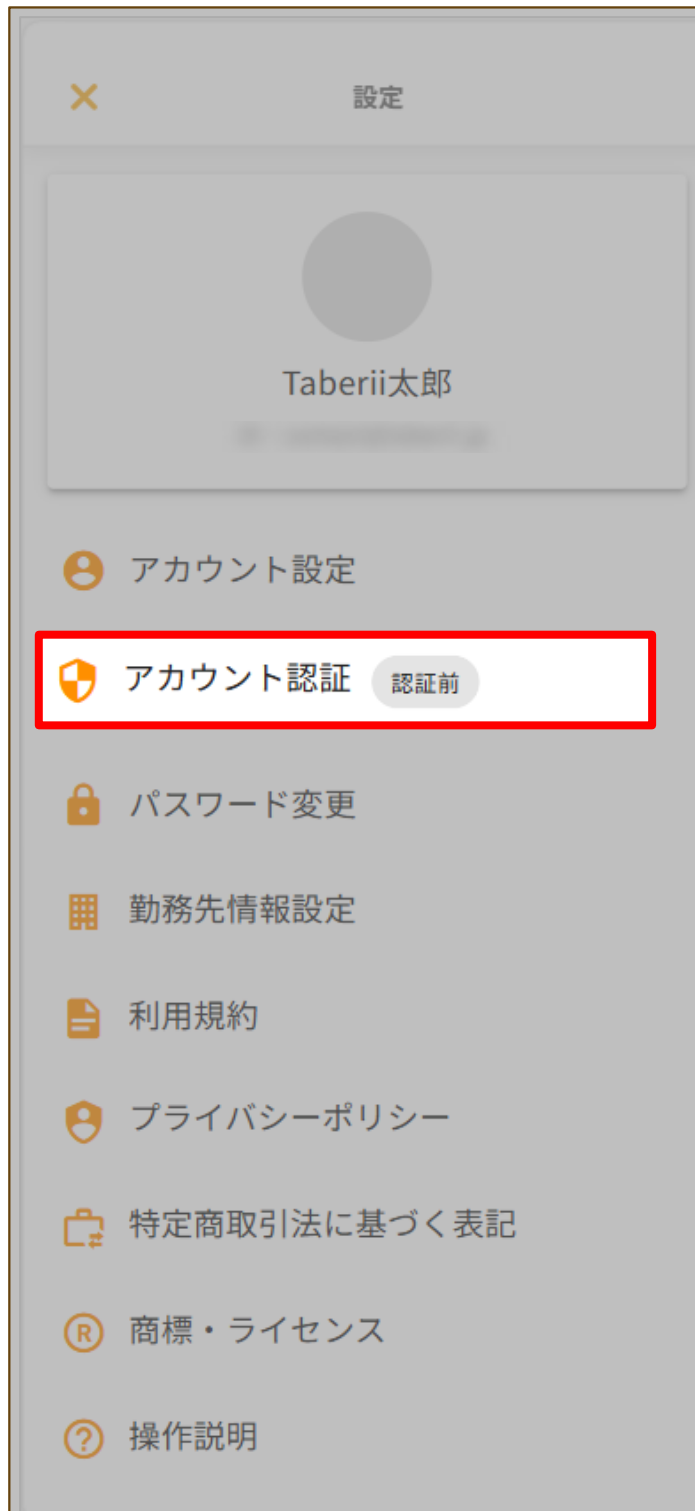 設定
Taberii太郎
アカウント設定
アカウント認証 認証前
パスワード変更
勤務先情報設定
利用規約
プライバシーポリシー
特定商取引法に基づく表記
商標・ライセンス
操作説明